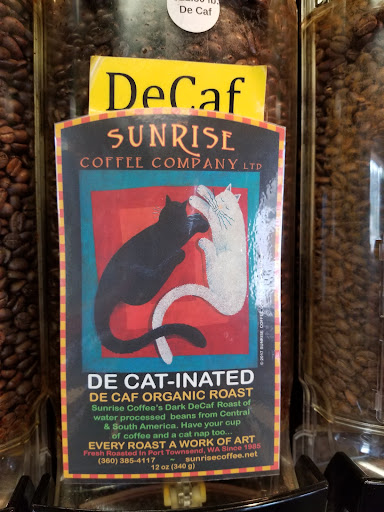 De Caf
DeCaf
SUNRISE
COFFEE COMPANY LTD
DE CAT-INATED
DE CAF ORGANIC ROAST
Sunrise Coffee's Dark DeCaf Roast of
water processed beans from Central
& South America. Have your cup
of coffee and a cat nap too...
EVERY ROAST A WORK OF ART
Fresh Roasted in Port Townsend, WA Since 1985
(360) 385-4117 – sunrisecoffee.net
12 oz (340 g)
© 2017 SUNRISE COFFEE